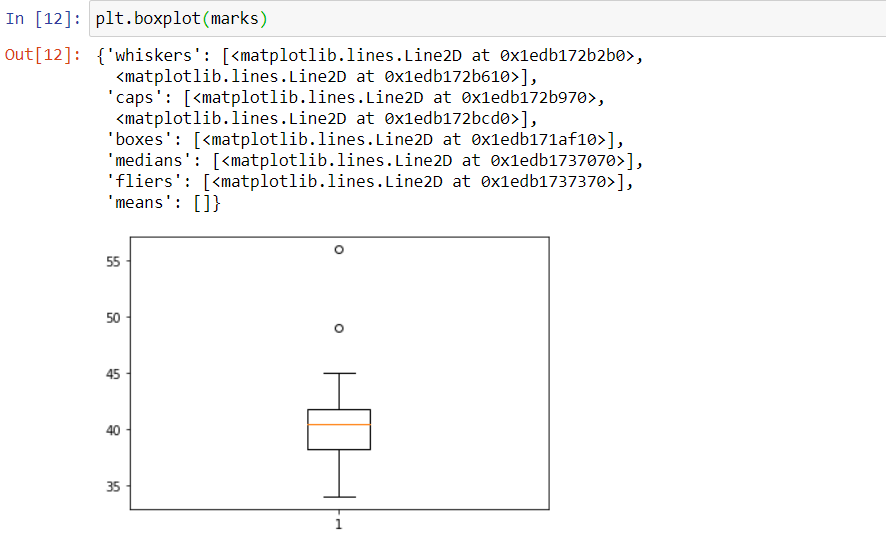 In [12]: plt.boxplot(marks)
Out[12]: {'whiskers': [<matplotlib.lines.Line2D at 0x1edb172b2b0>,
<matplotlib.lines.Line2D at 0x1edb172b610>],
'caps': [<matplotlib.lines.Line2D at 0x1edb172b970>,
<matplotlib.lines.Line2D at 0x1edb172bcd0>],
'boxes': [<matplotlib.lines.Line2D at 0x1edb171af10>],
'medians': [<matplotlib.lines.Line2D at 0x1edb1737070>],
'fliers': [<matplotlib.lines.Line2D at 0x1edb1737370>],
'means': []}
55
50
45
40
35
1